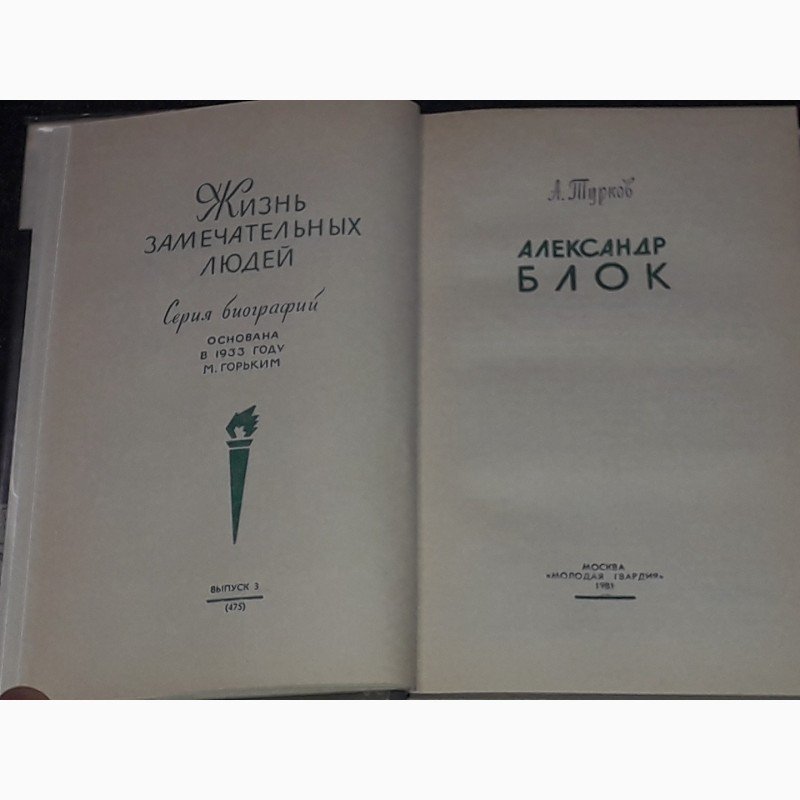 Жизнь
ЗАМЕЧАТЕЛЬНЫХ
ЛЮДЕЙ
Серия биографий
ОСНОВАНА
В 1933 ГОДУ
М. ГОРЬКИМ
ВЫПУСК 3
(475)
А. Турков
АЛЕКСАНДР
БЛОК
МОСКВА
«МОЛОДАЯ ГВАРДИЯ»
1981